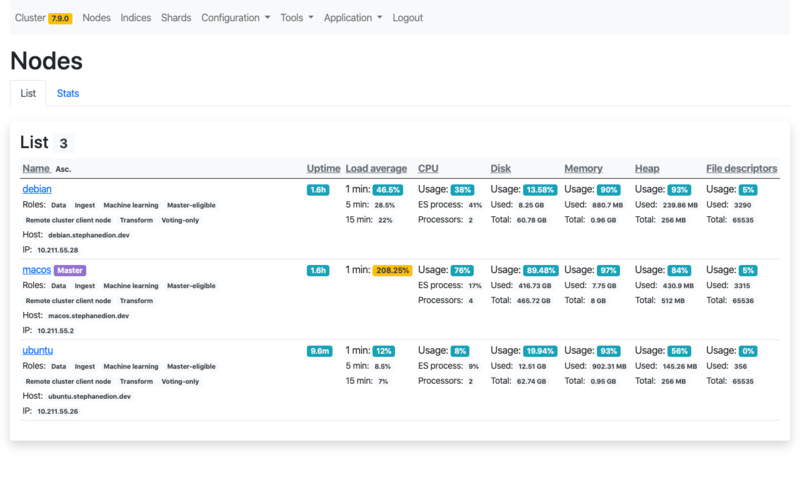 Cluster 7.9.0 Nodes Indices Shards Configuration Tools Application Logout
Nodes
List Stats
List 3
Name Asc. Uptime Load average CPU Disk Memory Heap File descriptors
debian 1.6h 1 min: 46.5% Usage: 38% Usage: 13.58% Usage: 90% Usage: 93% Usage: 5%
Roles: Data Ingest Machine learning Master-eligible 5 min: 28.5% ES process: 41% Used: 8.25 GB Used: 880.7 MB Used: 239.86 MB Used: 3290
Remote cluster client node Transform Voting-only 15 min: 22% Processors: 2 Total: 60.78 GB Total: 0.96 GB Total: 256 MB Total: 65535
Host: debian.stephanedion.dev
IP: 10.211.55.28
macos Master 1.6h 1 min: 208.25% Usage: 76% Usage: 89.48% Usage: 97% Usage: 84% Usage: 5%
Roles: Data Ingest Machine learning Master-eligible ES process: 17% Used: 416.73 GB Used: 7.75 GB Used: 430.9 MB Used: 3315
Remote cluster client node Transform Processors: 4 Total: 465.72 GB Total: 8 GB Total: 512 MB Total: 65536
Host: macos.stephanedion.dev
IP: 10.211.55.2
ubuntu 9.6m 1 min: 12% Usage: 8% Usage: 19.94% Usage: 93% Usage: 56% Usage: 0%
Roles: Data Ingest Machine learning Master-eligible 5 min: 8.5% ES process: 9% Used: 12.51 GB Used: 902.31 MB Used: 145.26 MB Used: 356
Remote cluster client node Transform Voting-only 15 min: 7% Processors: 2 Total: 62.74 GB Total: 0.95 GB Total: 256 MB Total: 65535
Host: ubuntu.stephanedion.dev
IP: 10.211.55.26